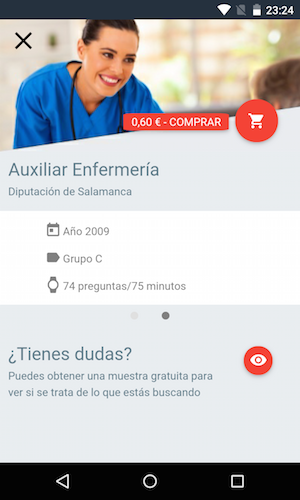 23:24
0,60 € - COMPRAR
Auxiliar Enfermería
Diputación de Salamanca
Año 2009
Grupo C
74 preguntas/75 minutos
¿Tienes dudas?
Puedes obtener una muestra gratuita para
ver si se trata de lo que estás buscando